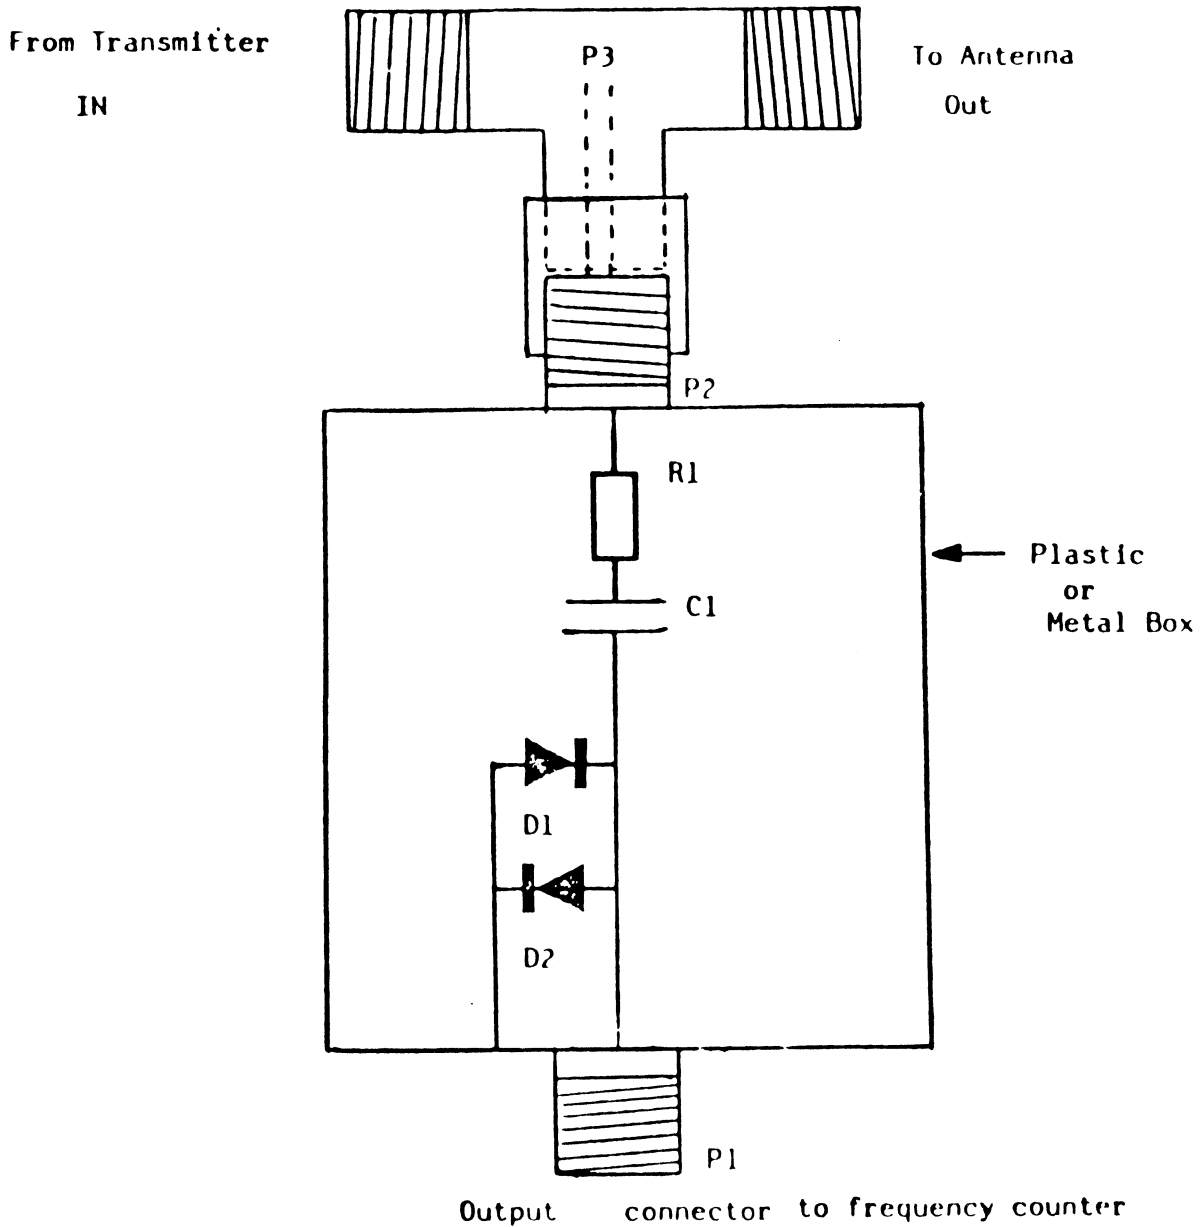 From Transmitter
IN
P3
To Antenna
Out
P2
R1
C1
Plastic
or
Metal Box
D1
D2
P1
Output connector to frequency counter